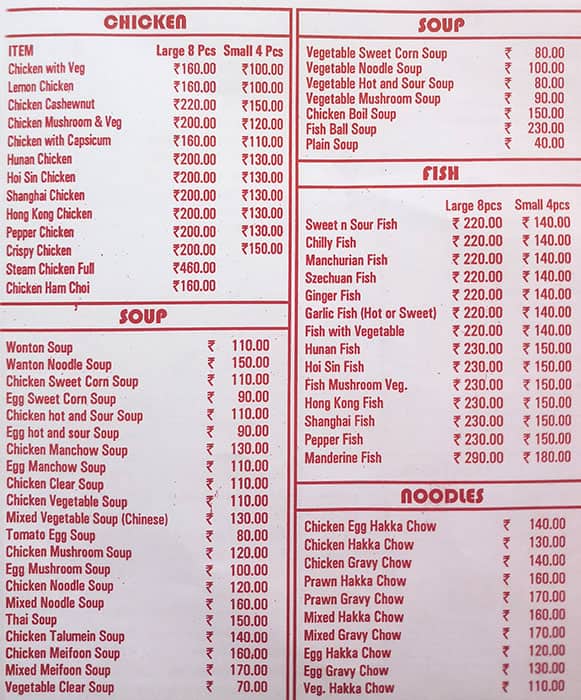 CHICKEN
ITEM Large 8 Pcs Small 4 Pcs
Chicken with Veg ₹160.00 ₹100.00
Lemon Chicken ₹160.00 ₹100.00
Chicken Cashewnut ₹220.00 ₹150.00
Chicken Mushroom & Veg ₹200.00 ₹120.00
Chicken with Capsicum ₹160.00 ₹110.00
Hunan Chicken ₹200.00 ₹130.00
Hoi Sin Chicken ₹200.00 ₹130.00
Shanghai Chicken ₹200.00 ₹130.00
Hong Kong Chicken ₹200.00 ₹130.00
Pepper Chicken ₹200.00 ₹130.00
Crispy Chicken ₹200.00 ₹150.00
Steam Chicken Full ₹460.00
Chicken Ham Choi ₹160.00
SOUP
Wonton Soup ₹ 110.00
Wanton Noodle Soup ₹ 150.00
Chicken Sweet Corn Soup ₹ 110.00
Egg Sweet Corn Soup ₹ 90.00
Chicken hot and Sour Soup ₹ 110.00
Egg hot and sour Soup ₹ 90.00
Chicken Manchow Soup ₹ 130.00
Egg Manchow Soup ₹ 110.00
Chicken Clear Soup ₹ 110.00
Chicken Vegetable Soup ₹ 110.00
Mixed Vegetable Soup (Chinese) ₹ 130.00
Tomato Egg Soup ₹ 80.00
Chicken Mushroom Soup ₹ 120.00
Egg Mushroom Soup ₹ 100.00
Chicken Noodle Soup ₹ 120.00
Mixed Noodle Soup ₹ 160.00
Thai Soup ₹ 150.00
Chicken Talumein Soup ₹ 140.00
Chicken Meifoon Soup ₹ 160.00
Mixed Meifoon Soup ₹ 170.00
Vegetable Clear Soup ₹ 70.00
SOUP
Vegetable Sweet Corn Soup ₹ 80.00
Vegetable Noodle Soup ₹ 100.00
Vegetable Hot and Sour Soup ₹ 80.00
Vegetable Mushroom Soup ₹ 90.00
Chicken Boil Soup ₹ 150.00
Fish Ball Soup ₹ 230.00
Plain Soup ₹ 40.00
FISH
Large 8pcs Small 4pcs
Sweet n Sour Fish ₹ 220.00 ₹ 140.00
Chilly Fish ₹ 220.00 ₹ 140.00
Manchurian Fish ₹ 220.00 ₹ 140.00
Szechuan Fish ₹ 220.00 ₹ 140.00
Ginger Fish ₹ 220.00 ₹ 140.00
Garlic Fish (Hot or Sweet) ₹ 220.00 ₹ 140.00
Fish with Vegetable ₹ 220.00 ₹ 140.00
Hunan Fish ₹ 230.00 ₹ 150.00
Hoi Sin Fish ₹ 230.00 ₹ 150.00
Fish Mushroom Veg. ₹ 230.00 ₹ 150.00
Hong Kong Fish ₹ 230.00 ₹ 150.00
Shanghai Fish ₹ 230.00 ₹ 150.00
Pepper Fish ₹ 230.00 ₹ 150.00
Manderine Fish ₹ 290.00 ₹ 180.00
NOODLES
Chicken Egg Hakka Chow ₹ 140.00
Chicken Hakka Chow ₹ 130.00
Chicken Gravy Chow ₹ 140.00
Prawn Hakka Chow ₹ 160.00
Prawn Gravy Chow ₹ 170.00
Mixed Hakka Chow ₹ 160.00
Mixed Gravy Chow ₹ 170.00
Egg Hakka Chow ₹ 120.00
Egg Gravy Chow ₹ 130.00
Veg. Hakka Chow ₹ 110.00